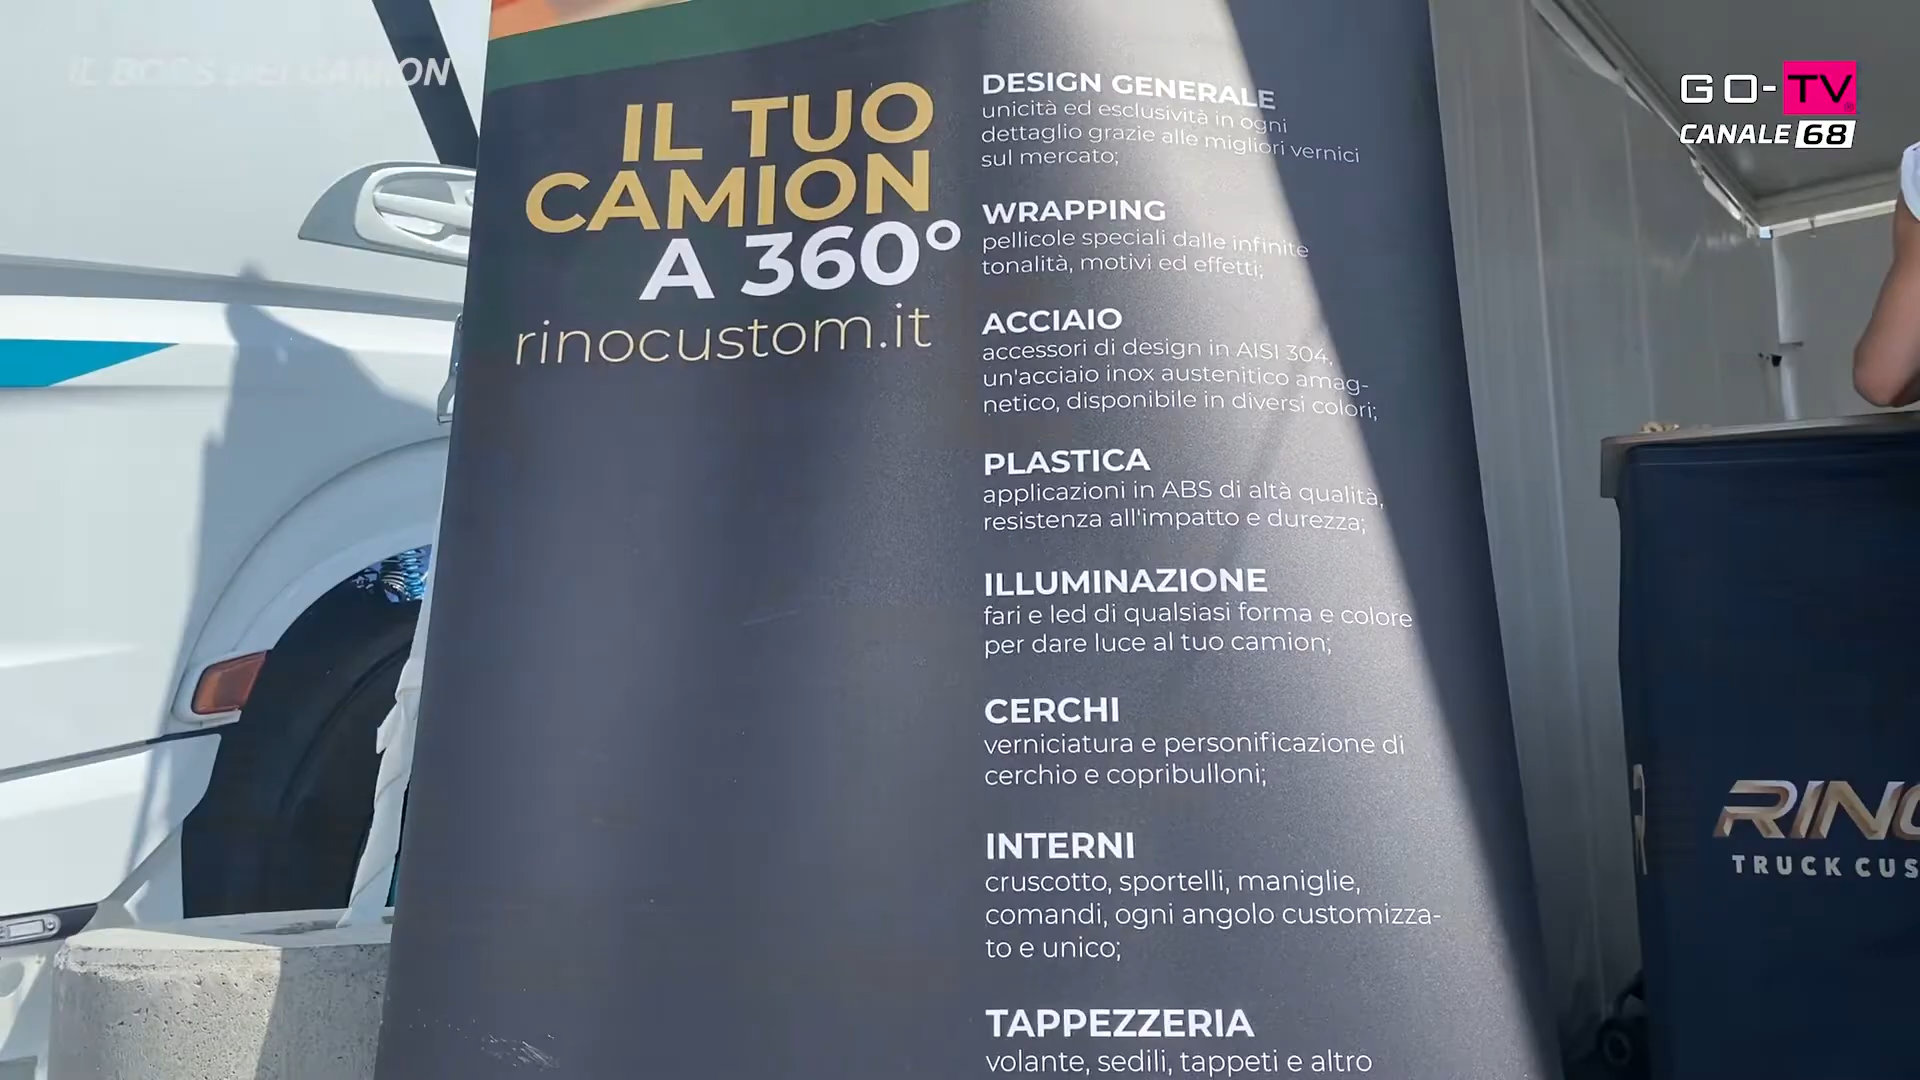 IL BOSS DEI CAMION
GO-TV
CANALE 68
IL TUO
CAMION
A 360°
rinocustom.it
DESIGN GENERALE
unicità ed esclusività in ogni
dettaglio grazie alle migliori vernici
sul mercato;
WRAPPING
pellicole speciali dalle infinite
tonalità, motivi ed effetti;
ACCIAIO
accessori di design in AISI 304,
un'acciaio inox austenitico amag-
netico, disponibile in diversi colori;
PLASTICA
applicazioni in ABS di altà qualità,
resistenza all'impatto e durezza;
ILLUMINAZIONE
fari e led di qualsiasi forma e colore
per dare luce al tuo camion;
CERCHI
verniciatura e personificazione di
cerchio e copribulloni;
INTERNI
cruscotto, sportelli, maniglie,
comandi, ogni angolo customizza-
to e unico;
TAPPEZZERIA
volante, sedili, tappeti e altro
RINO
TRUCK CUS